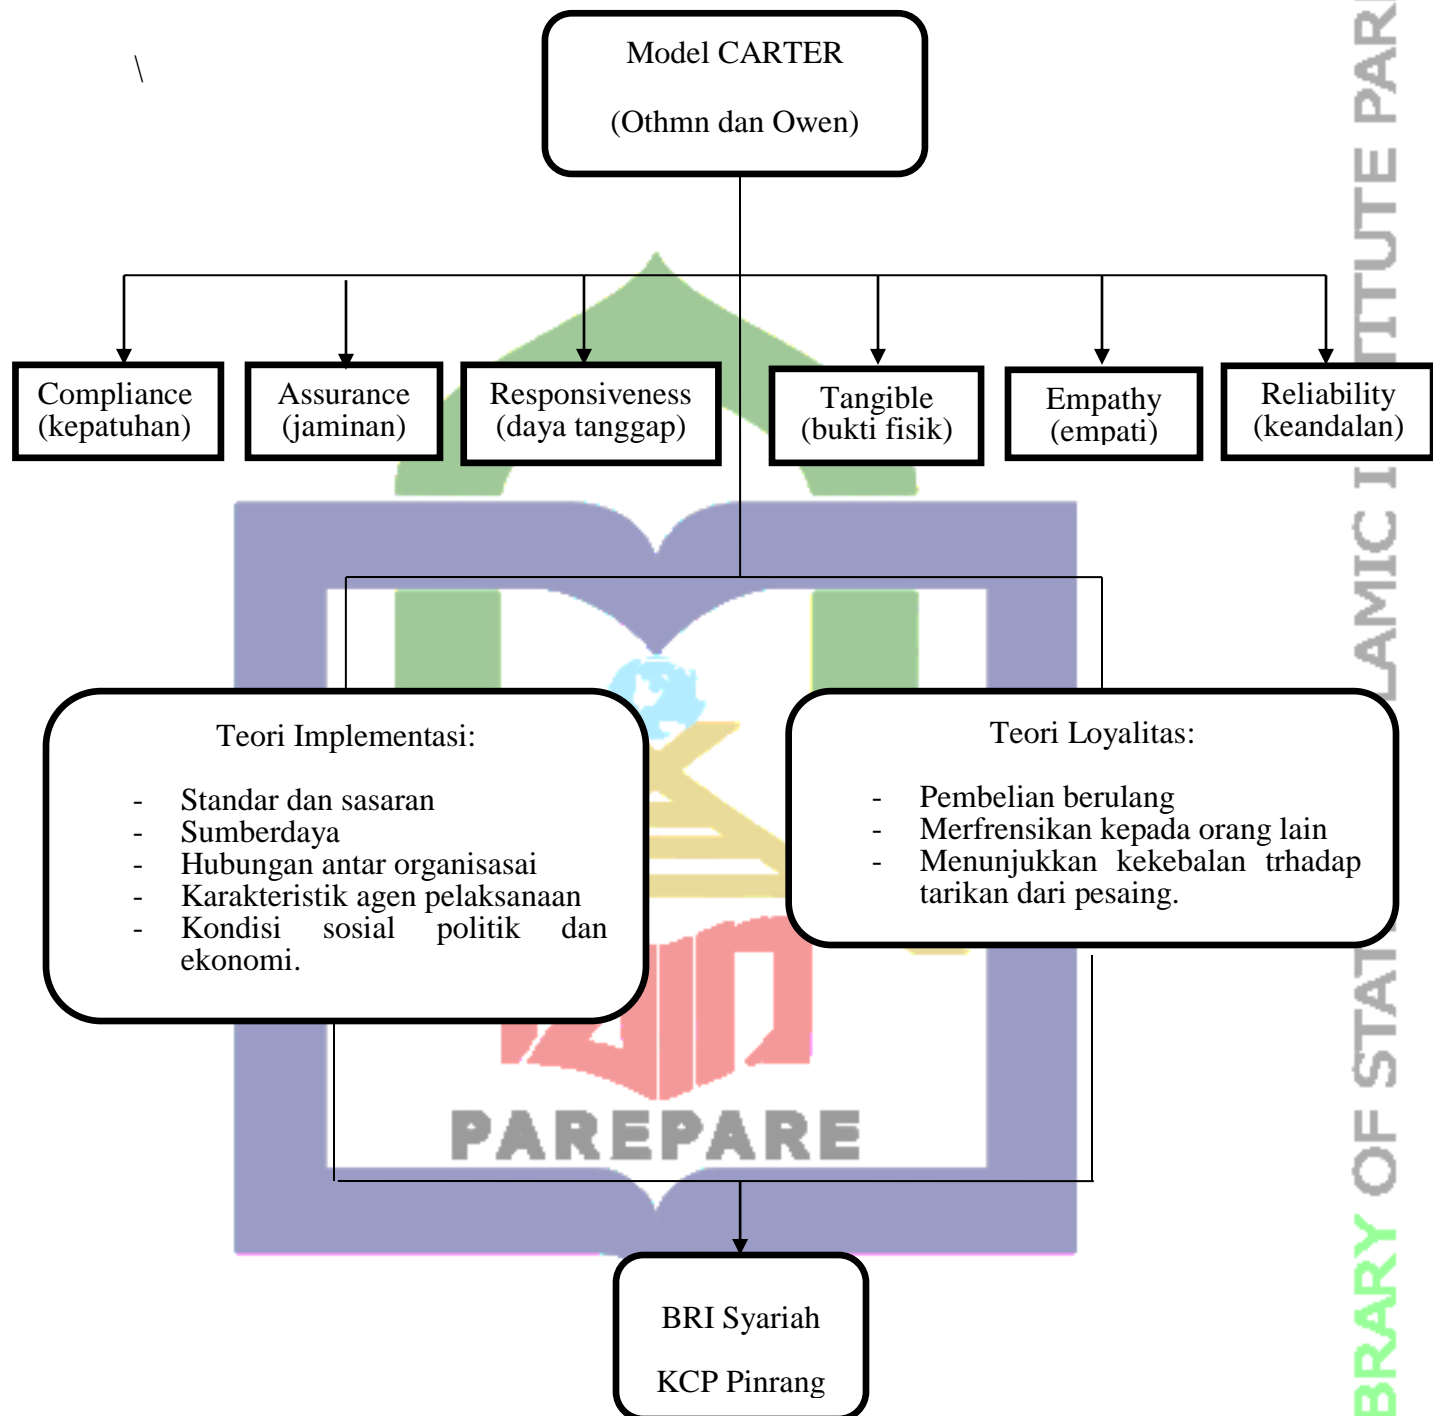 \
Model CARTER
(Othmn dan Owen)
Compliance
(kepatuhan)
Assurance
(jaminan)
Responsiveness
(daya tanggap)
Tangible
(bukti fisik)
Empathy
(empati)
Reliability
(keandalan)
Teori Implementasi:
- Standar dan sasaran
- Sumberdaya
- Hubungan antar organisasai
- Karakteristik agen pelaksanaan
- Kondisi sosial politik dan
ekonomi.
Teori Loyalitas:
- Pembelian berulang
- Merfrensikan kepada orang lain
- Menunjukkan kekebalan trhadap
tarikan dari pesaing.
PAREPARE
BRI Syariah
KCP Pinrang
BRARY OF STAT LAMIC I TITUTE PAR